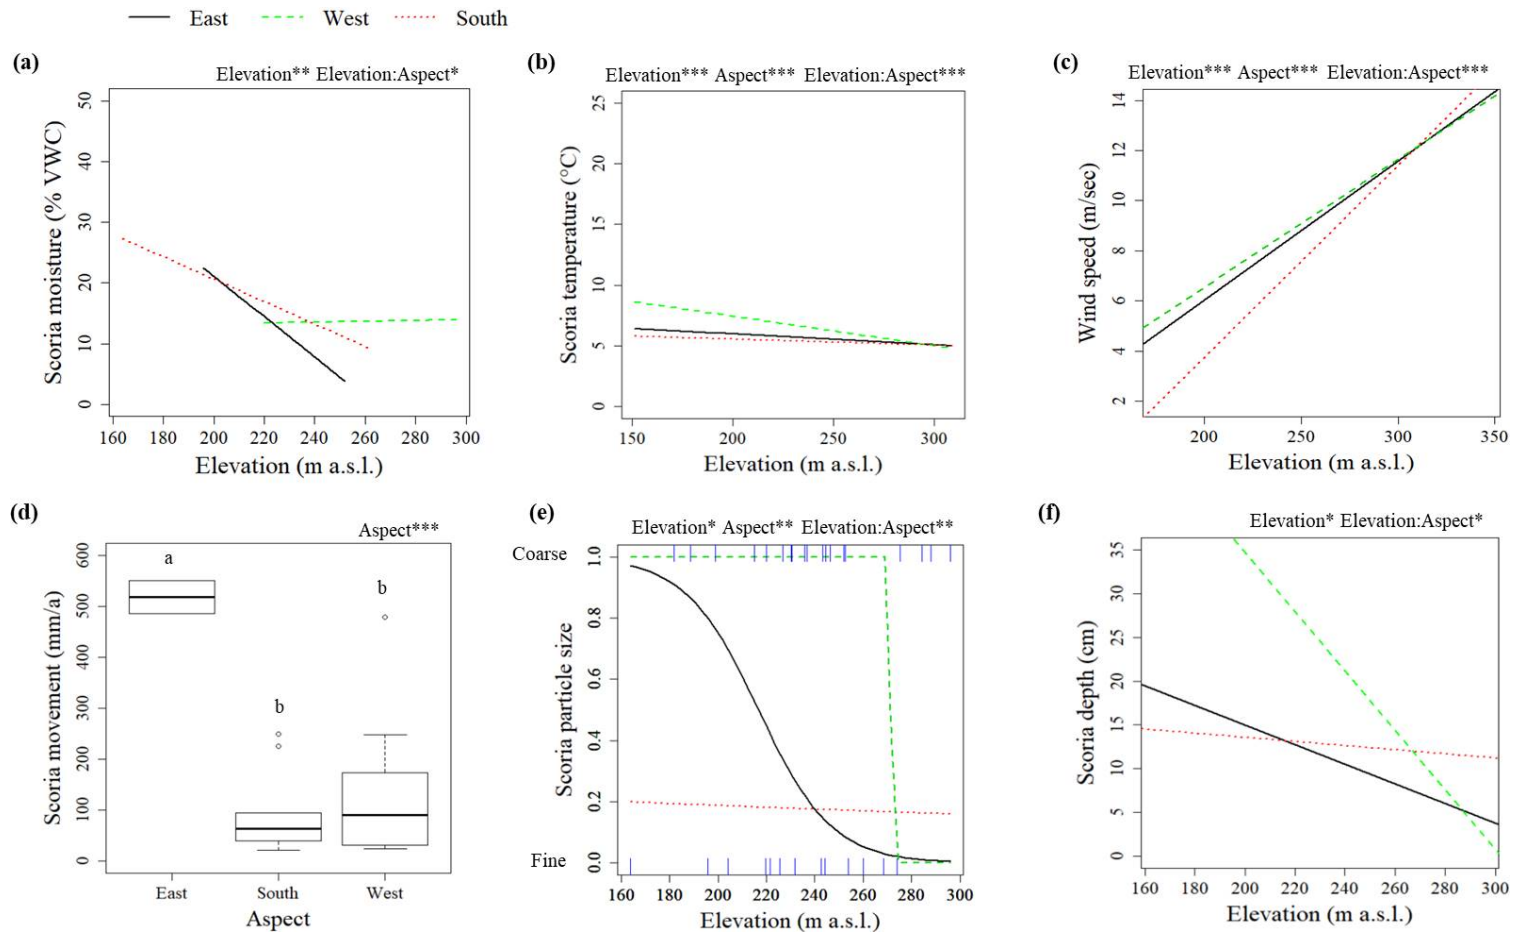 East West South
(a)
Elevation** Elevation:Aspect*
Scoria moisture (% VWC)
50
40
30
20
10
0
160 180 200 220 240 260 280 300
Elevation (m a.s.l.)
(b)
Elevation*** Aspect*** Elevation:Aspect***
Scoria temperature (°C)
25
20
15
10
5
0
150 200 250 300
Elevation (m a.s.l.)
(c)
Elevation*** Aspect*** Elevation:Aspect***
Wind speed (m/sec)
14
12
10
8
6
4
2
200 250 300 350
Elevation (m a.s.l.)
(d)
Aspect***
Scoria movement (mm/a)
600
500
400
300
200
100
0
a
b
b
East South West
Aspect
(e)
Elevation* Aspect** Elevation:Aspect**
Coarse
Fine
Scoria particle size
1.0
0.8
0.6
0.4
0.2
0.0
160 180 200 220 240 260 280 300
Elevation (m a.s.l.)
(f)
Elevation* Elevation:Aspect*
Scoria depth (cm)
35
30
25
20
15
10
5
0
160 180 200 220 240 260 280 300
Elevation (m a.s.l.)